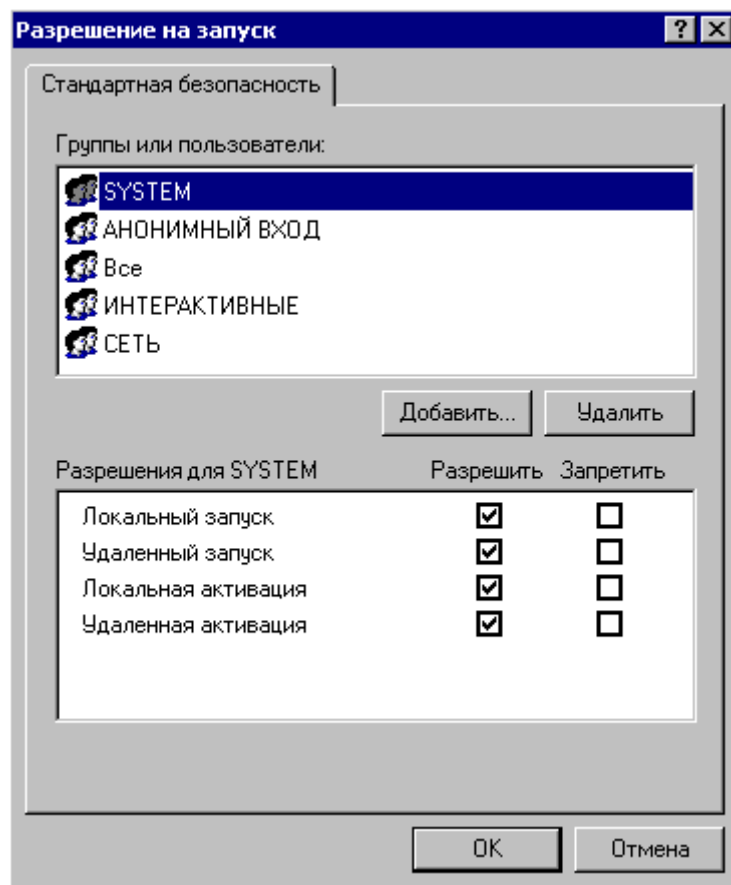 Разрешение на запуск
Стандартная безопасность
Группы или пользователи:
SYSTEM
АНОНИМНЫЙ ВХОД
Все
ИНТЕРАКТИВНЫЕ
СЕТЬ
Добавить... Удалить
Разрешения для SYSTEM Разрешить Запретить
Локальный запуск
Удаленный запуск
Локальная активация
Удаленная активация
OK Отмена